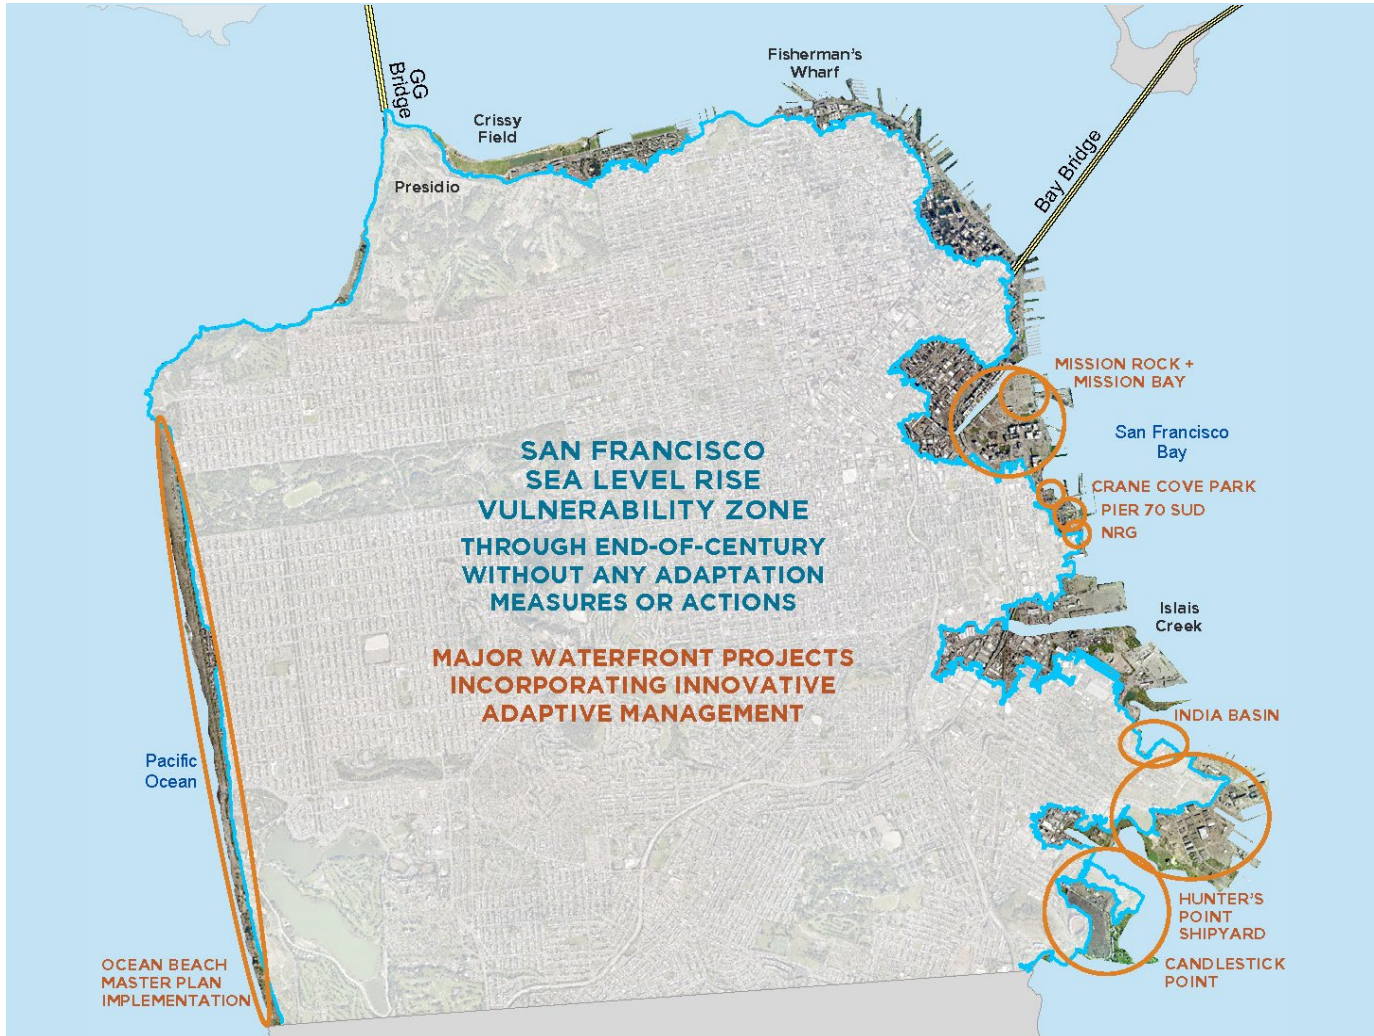 Fisherman's
Wharf
GG
Bridge
Crissy
Field
Presidio
Bay Bridge
MISSION ROCK +
MISSION BAY
San Francisco
Bay
SAN FRANCISCO
SEA LEVEL RISE
VULNERABILITY ZONE
THROUGH END-OF-CENTURY
WITHOUT ANY ADAPTATION
MEASURES OR ACTIONS
CRANE COVE PARK
PIER 70 SUD
NRG
Islais
Creek
MAJOR WATERFRONT PROJECTS
INCORPORATING INNOVATIVE
ADAPTIVE MANAGEMENT
INDIA BASIN
Pacific
Ocean
HUNTER'S
POINT
SHIPYARD
CANDLESTICK
POINT
OCEAN BEACH
MASTER PLAN
IMPLEMENTATION